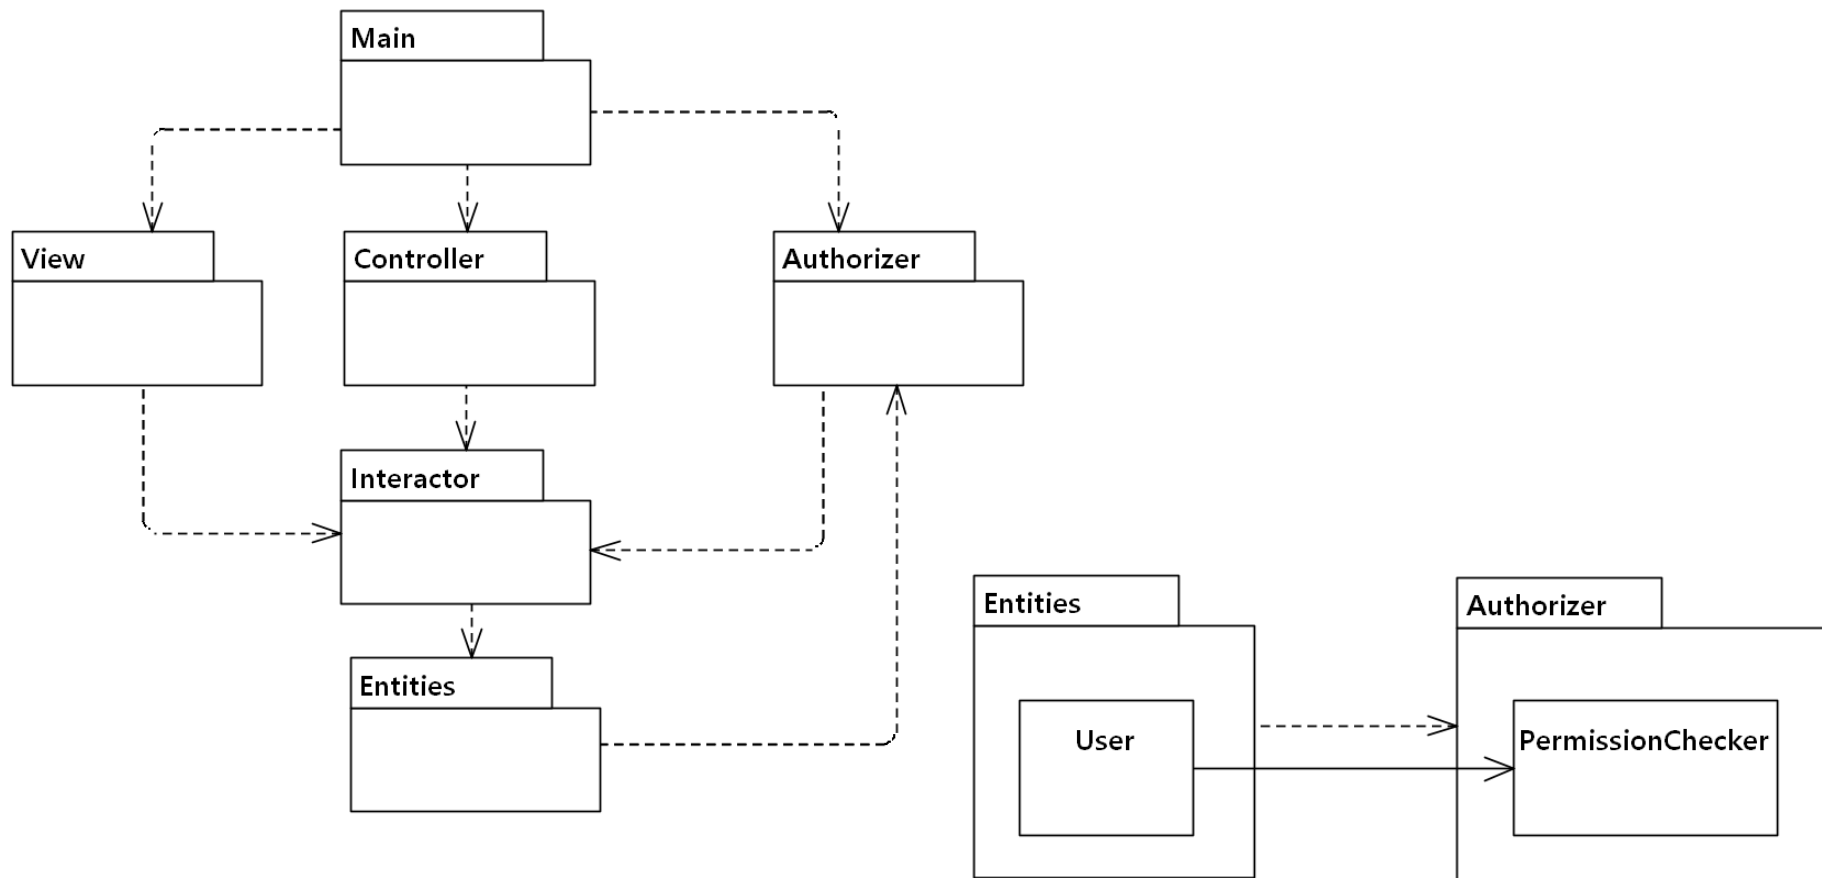 Main
View
Controller
Authorizer
Interactor
Entities
Entities
User
Authorizer
PermissionChecker